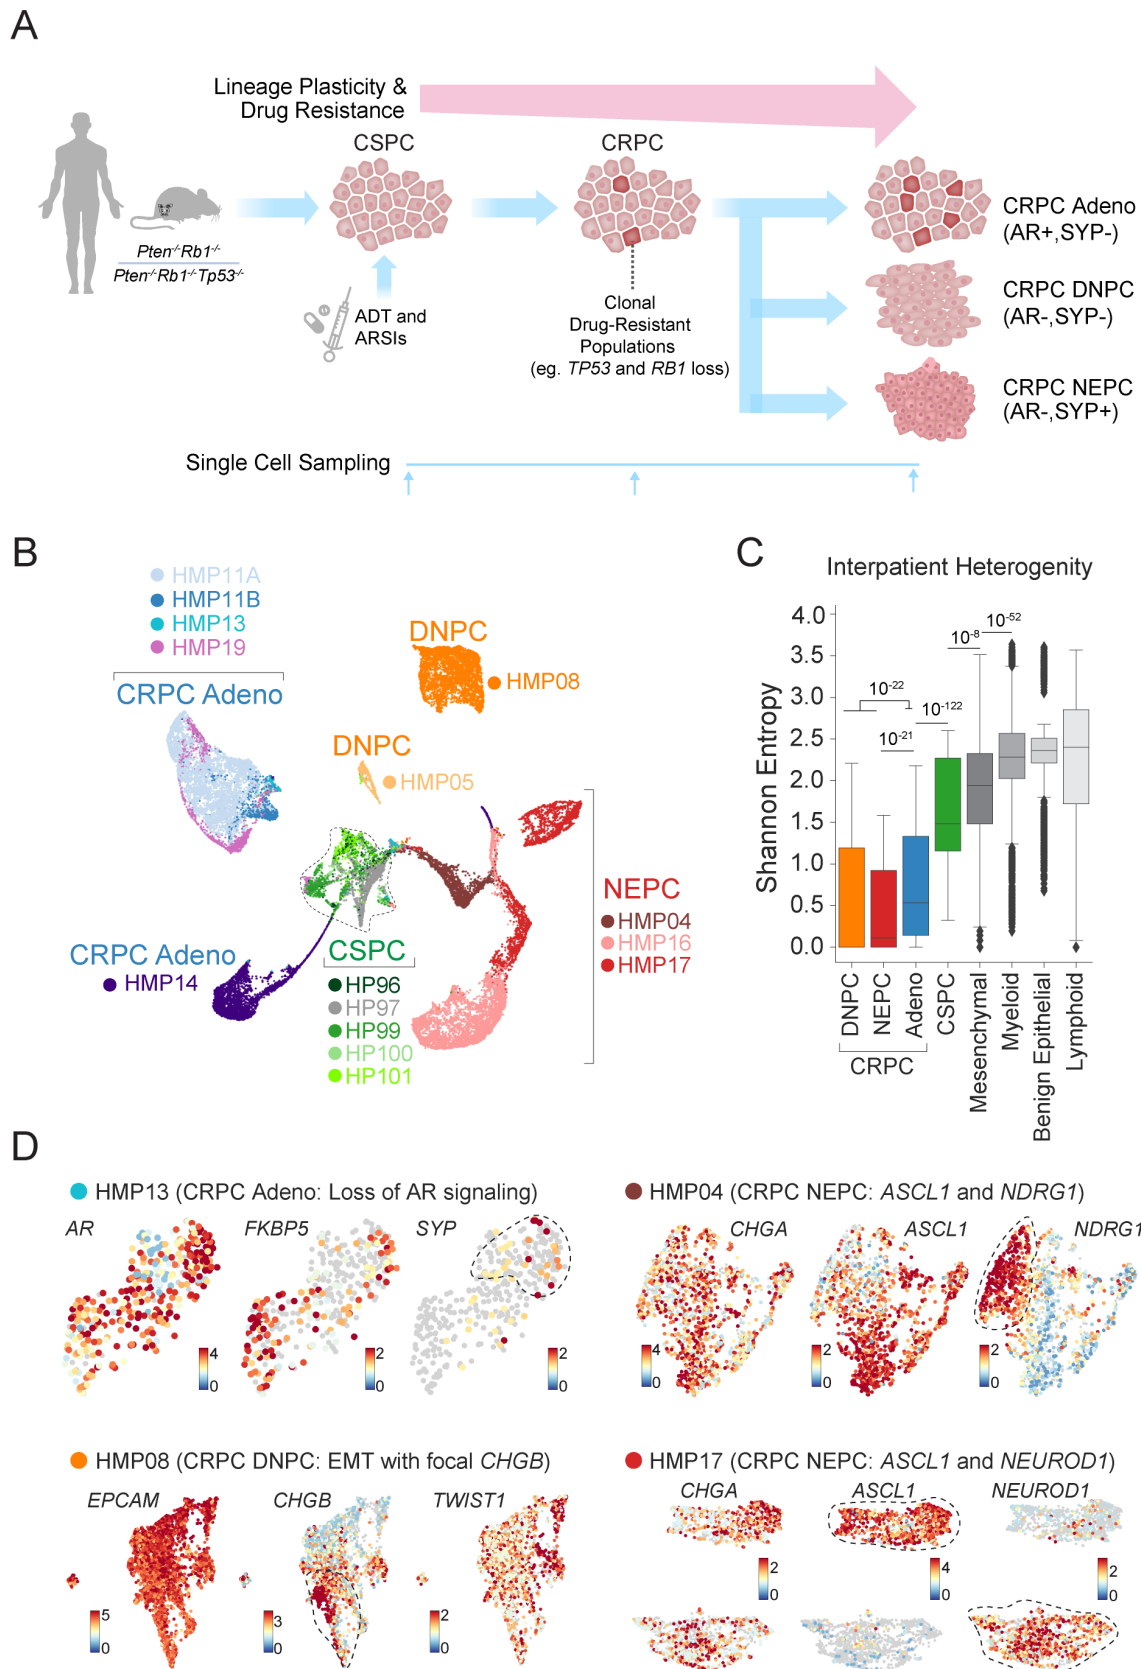 A
Lineage Plasticity &
Drug Resistance
CSPC
CRPC
Pten-/-Rb1-/-
Pten-/-Rb1-/-Tp53-/-
ADT and
ARSIs
Clonal
Drug-Resistant
Populations
(eg. TP53 and RB1 loss)
CRPC Adeno
(AR+,SYP-)
CRPC DNPC
(AR-,SYP-)
CRPC NEPC
(AR-,SYP+)
Single Cell Sampling
B
HMP11A
HMP11B
HMP13
HMP19
CRPC Adeno
DNPC
HMP08
DNPC
HMP05
NEPC
HMP04
HMP16
HMP17
CRPC Adeno
HMP14
CSPC
HP96
HP97
HP99
HP100
HP101
C
Interpatient Heterogenity
Shannon Entropy
4.0
3.5
3.0
2.5
2.0
1.5
1.0
0.5
0.0
10-22
10-21
10-122
10-8
10-52
DNPC
NEPC
Adeno
CSPC
Mesenchymal
Myeloid
Benign Epithelial
Lymphoid
CRPC
D
HMP13 (CRPC Adeno: Loss of AR signaling)
AR
FKBP5
SYP
4
0
2
0
2
0
HMP04 (CRPC NEPC: ASCL1 and NDRG1)
CHGA
ASCL1
NDRG1
4
0
2
0
2
0
HMP08 (CRPC DNPC: EMT with focal CHGB)
EPCAM
CHGB
TWIST1
5
0
3
0
2
0
HMP17 (CRPC NEPC: ASCL1 and NEUROD1)
CHGA
ASCL1
NEUROD1
2
0
4
0
2
0